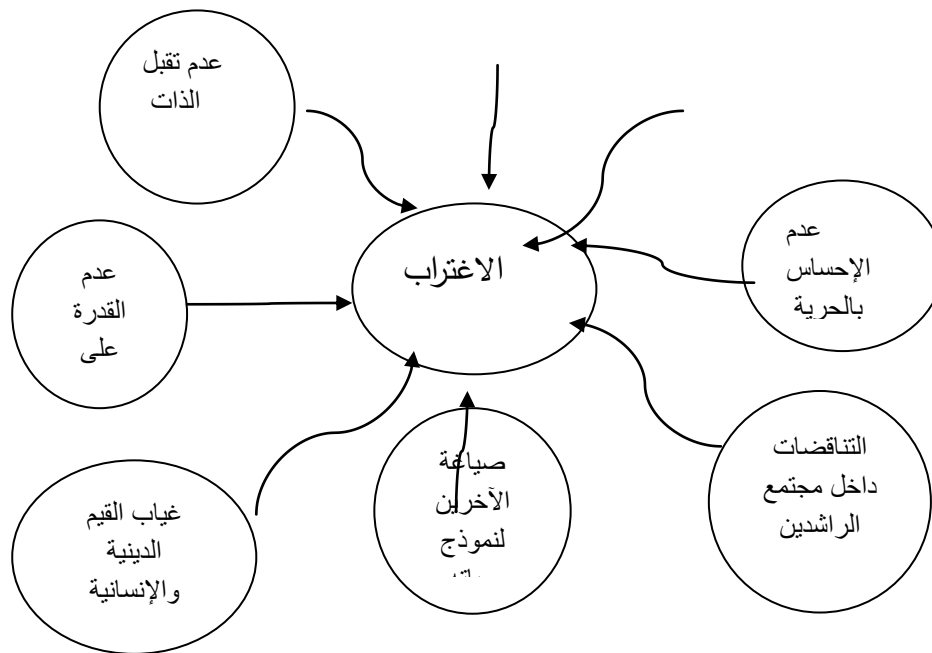 عدم تقبل
الذات
الاغتراب
عدم
الإحساس
بالحرية
عدم
القدرة
على
التناقضات
داخل مجتمع
الراشدين
صياغة
الآخرين
لنموذج
غياب القيم
الدينية
والإنسانية